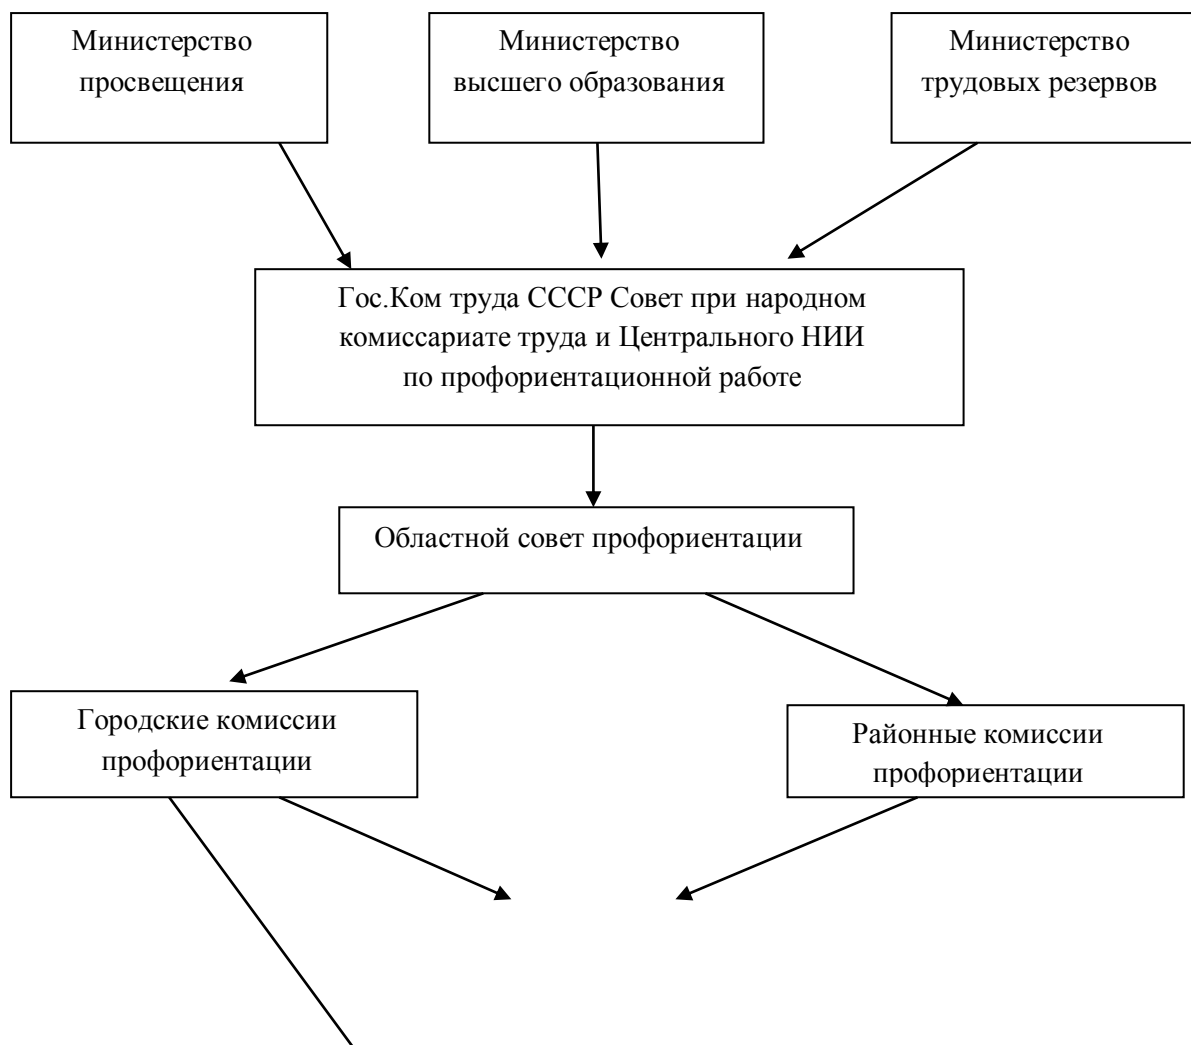 Министерство
просвещения
Министерство
высшего образования
Министерство
трудовых резервов
Гос.Ком труда СССР Совет при народном
комиссариате труда и Центрального НИИ
по профориентационной работе
Областной совет профориентации
Городские комиссии
профориентации
Районные комиссии
профориентации